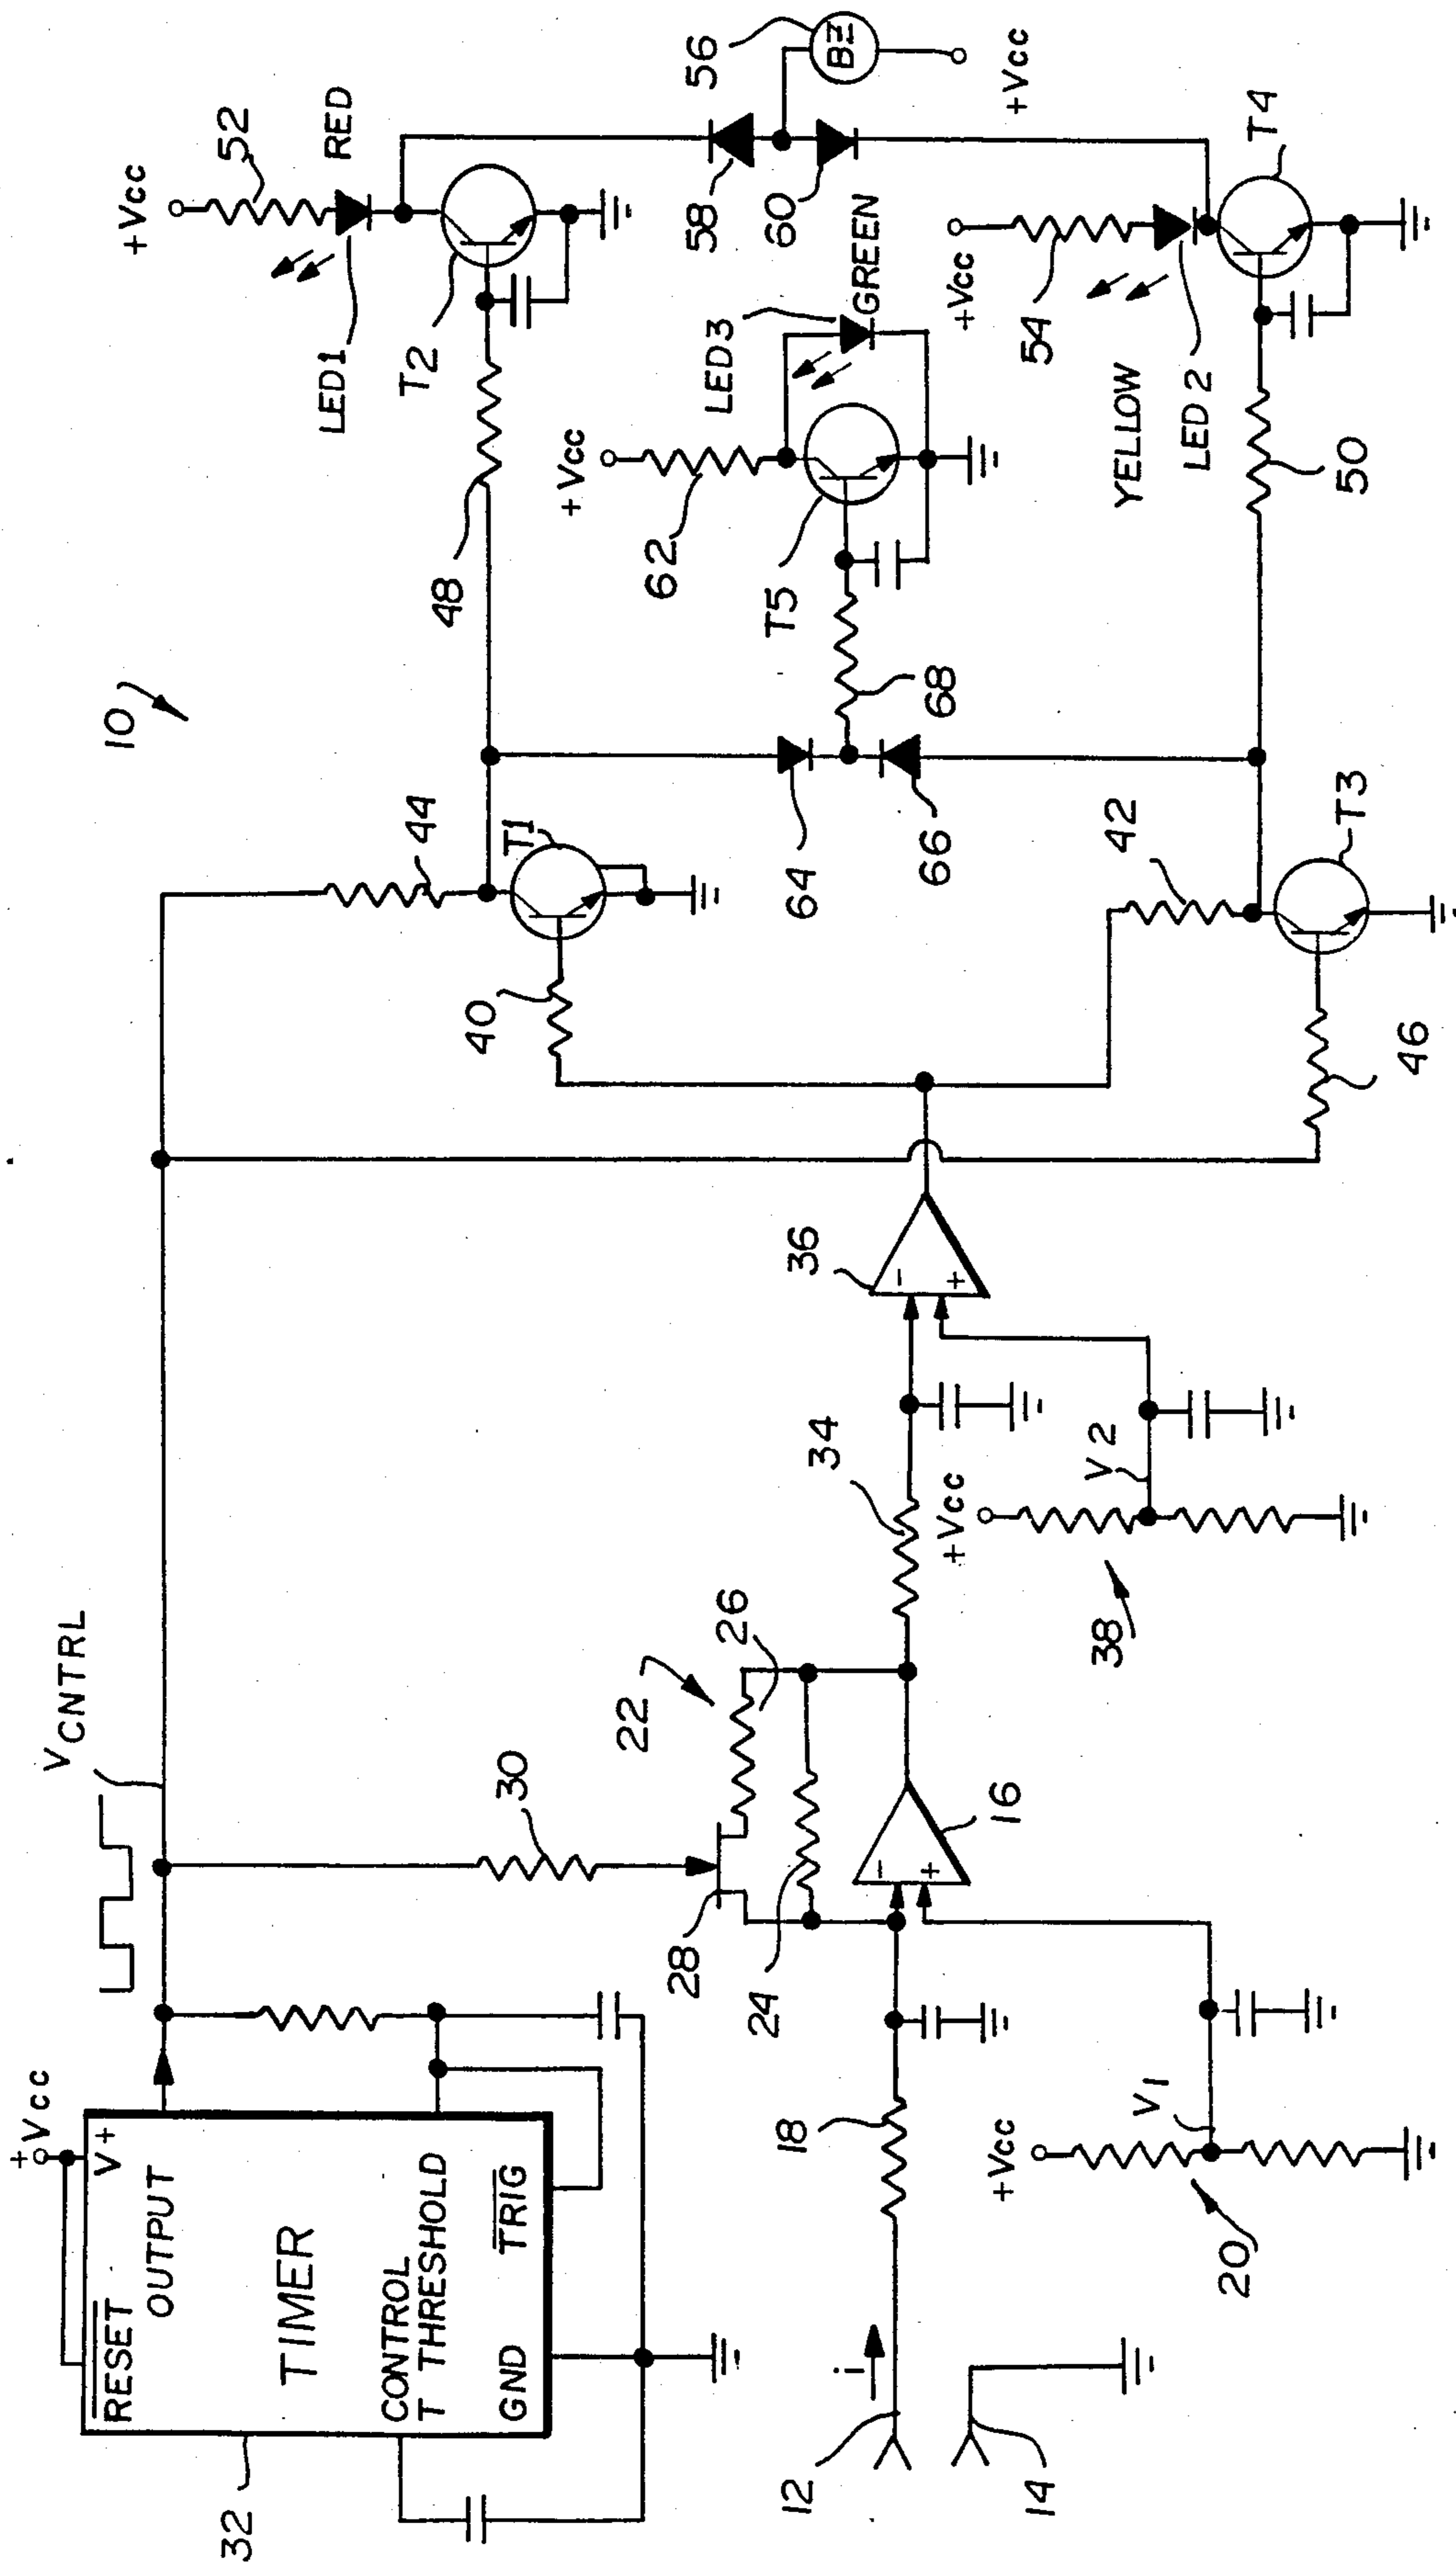 10
+Vcc
RESET
V+
OUTPUT
TIMER
CONTROL
T THRESHOLD
GND
TRIG
32
VCNTRL
30
22
26
28
24
16
12
i
14
18
+Vcc
V1
20
34
+Vcc
V2
38
36
-
+
-
+
40
44
T1
42
T3
46
48
64
66
68
50
+Vcc
52
RED
LED1
T2
+Vcc
62
T5
LED3
GREEN
+Vcc
54
YELLOW
LED2
T4
58
60
56
BZ
+Vcc